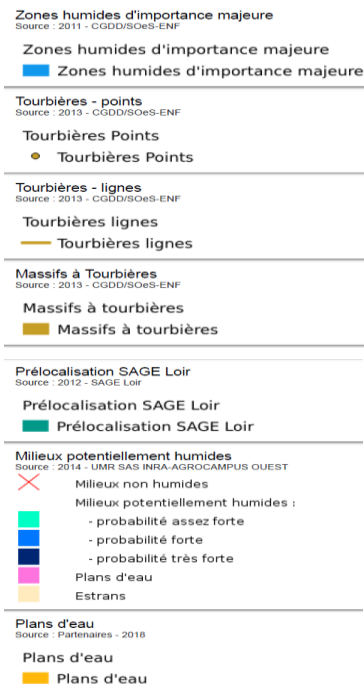 Zones humides d'importance majeure
Source : 2011 - CGDD/SOeS-ENF
Zones humides d'importance majeure
Zones humides d'importance majeure
Tourbières - points
Source : 2013 - CGDD/SOeS-ENF
Tourbières Points
Tourbières Points
Tourbières - lignes
Source : 2013 - CGDD/SOeS-ENF
Tourbières lignes
Tourbières lignes
Massifs à Tourbières
Source : 2013 - CGDD/SOeS-ENF
Massifs à tourbières
Massifs à tourbières
Prélocalisation SAGE Loir
Source : 2012 - SAGE Loir
Prélocalisation SAGE Loir
Prélocalisation SAGE Loir
Milieux potentiellement humides
Source : 2014 - UMR SAS INRA-AGROCAMPUS OUEST
Milieux non humides
Milieux potentiellement humides :
- probabilité assez forte
- probabilité forte
- probabilité très forte
Plans d'eau
Estrans
Plans d'eau
Source : Partenaires - 2018
Plans d'eau
Plans d'eau